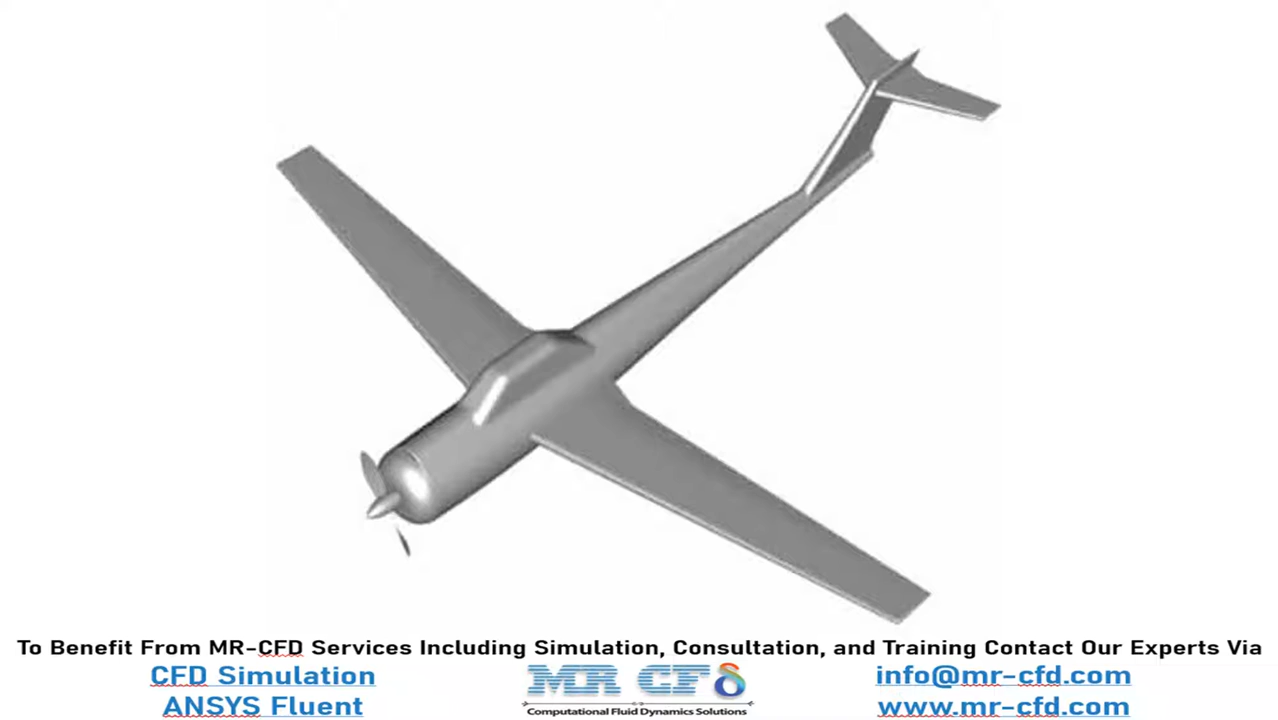 To Benefit From MR-CFD Services Including Simulation, Consultation, and Training Contact Our Experts Via
CFD Simulation
ANSYS Fluent
MR CFδ
Computational Fluid Dynamics Solutions
info@mr-cfd.com
www.mr-cfd.com